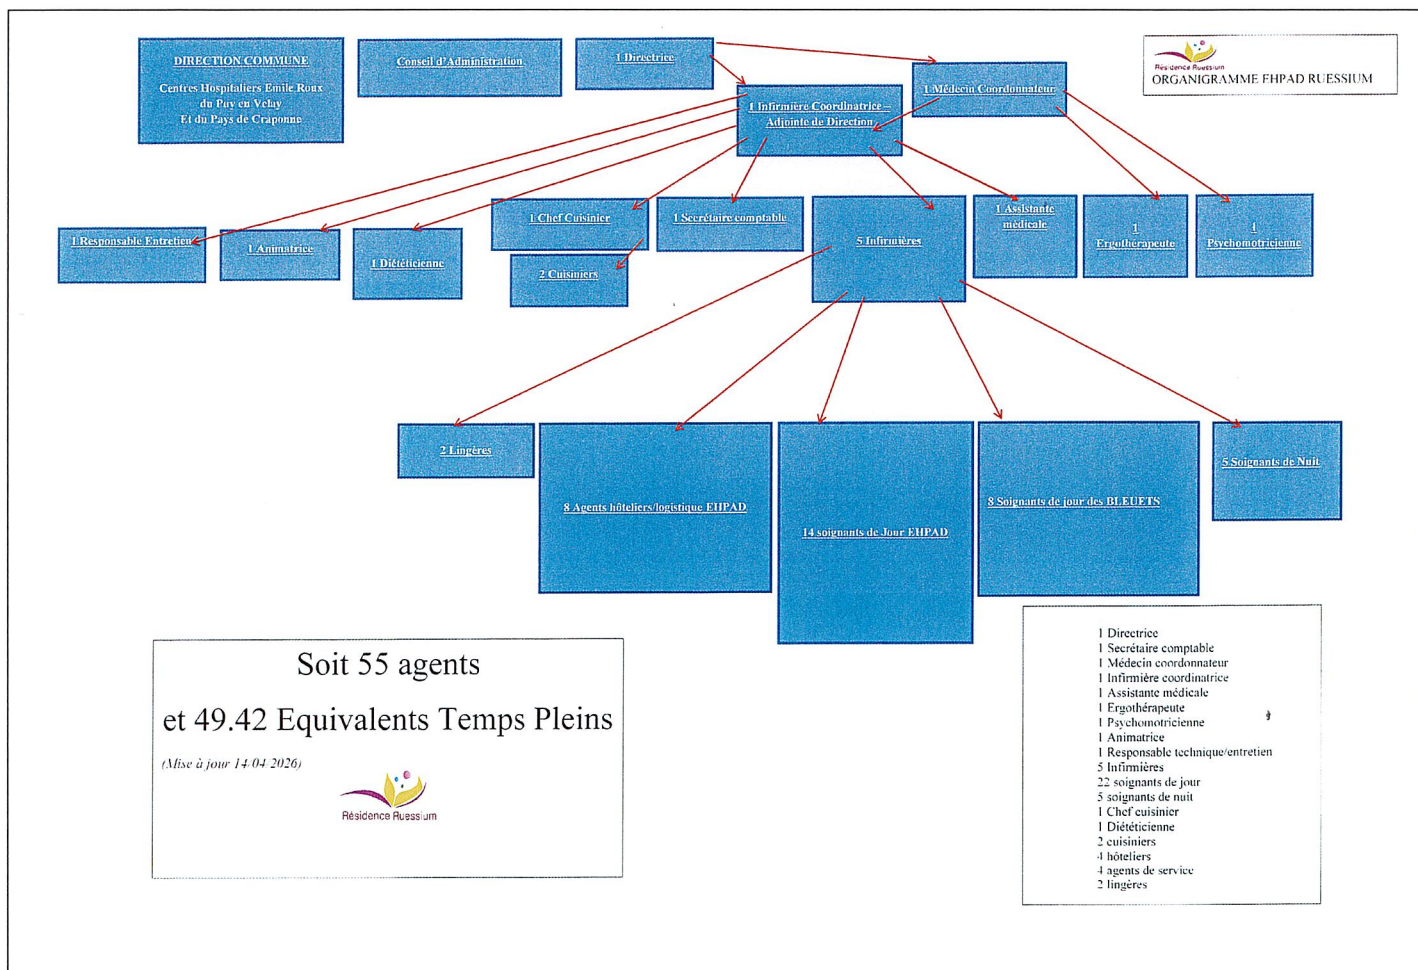 DIRECTION COMMUNE
Centres Hospitaliers Emile Roux
du Puy en Velay
Et du Pays de Craponne
Conseil d'Administration
1 Directrice
1 Médecin Coordonnateur
Résidence Ruessium
ORGANIGRAMME EHPAD RUESSIUM
1 Infirmière Coordinatrice –
Adjointe de Direction
1 Responsable Entretien
1 Animatrice
1 Diététicienne
1 Chef Cuisinier
2 Cuisiniers
1 Secrétaire comptable
5 Infirmières
1 Assistante
médicale
1
Ergothérapeute
1
Psychomotricienne
2 Lingères
8 Agents hôteliers/logistique EHPAD
14 soignants de Jour EHPAD
8 Soignants de jour des BLEUETS
5 Soignants de Nuit
Soit 55 agents
et 49.42 Equivalents Temps Pleins
(Mise à jour 14/04/2026)
Résidence Ruessium
1 Directrice
1 Secrétaire comptable
1 Médecin coordonnateur
1 Infirmière coordinatrice
1 Assistante médicale
1 Ergothérapeute
1 Psychomotricienne
1 Animatrice
1 Responsable technique/entretien
5 Infirmières
22 soignants de jour
5 soignants de nuit
1 Chef cuisinier
1 Diététicienne
2 cuisiniers
4 hôteliers
4 agents de service
2 lingères